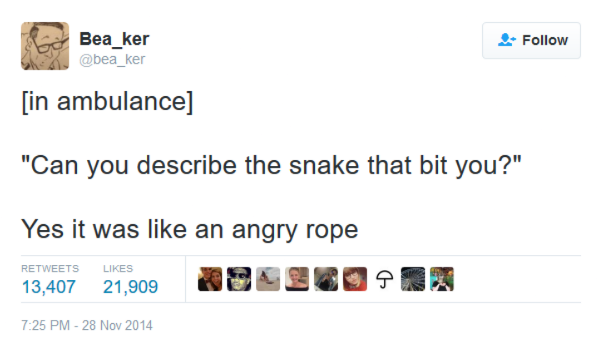 Bea_ker
@bea_ker
Follow
[in ambulance]
"Can you describe the snake that bit you?"
Yes it was like an angry rope
RETWEETS LIKES
13,407 21,909
7:25 PM - 28 Nov 2014